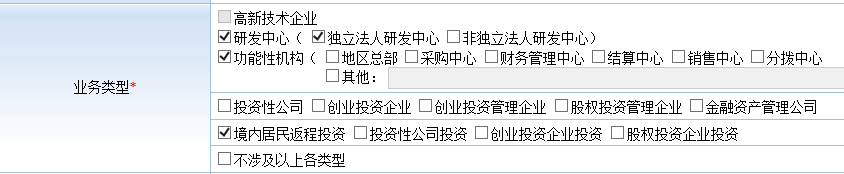 高新技术企业
研发中心（ 独立法人研发中心 非独立法人研发中心）
功能性机构（ 地区总部 采购中心 财务管理中心 结算中心 销售中心 分拨中心
其他：
业务类型*
投资性公司 创业投资企业 创业投资管理企业 股权投资管理企业 金融资产管理公司
境内居民返程投资 投资性公司投资 创业投资企业投资 股权投资企业投资
不涉及以上各类型